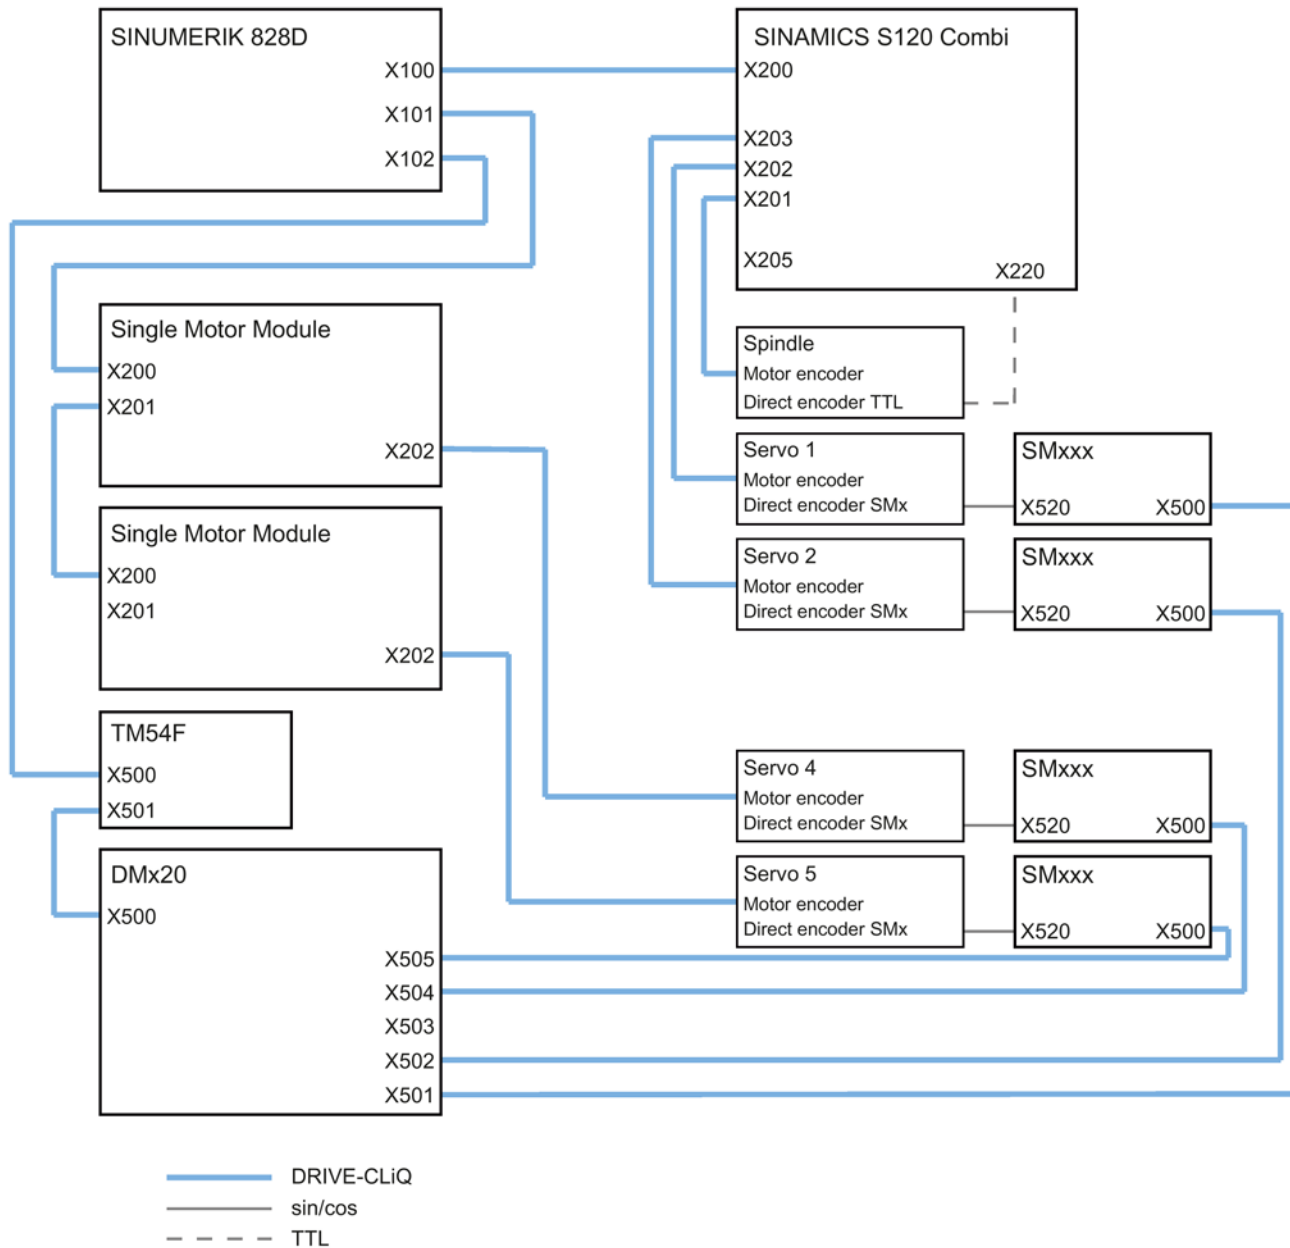 SINUMERIK 828D
X100
X101
X102
SINAMICS S120 Combi
X200
X203
X202
X201
X205
X220
Single Motor Module
X200
X201
X202
Single Motor Module
X200
X201
X202
TM54F
X500
X501
DMx20
X500
X505
X504
X503
X502
X501
Spindle
Motor encoder
Direct encoder TTL
Servo 1
Motor encoder
Direct encoder SMx
SMxxx
X520 X500
Servo 2
Motor encoder
Direct encoder SMx
SMxxx
X520 X500
Servo 4
Motor encoder
Direct encoder SMx
SMxxx
X520 X500
Servo 5
Motor encoder
Direct encoder SMx
SMxxx
X520 X500
DRIVE-CLiQ
sin/cos
TTL